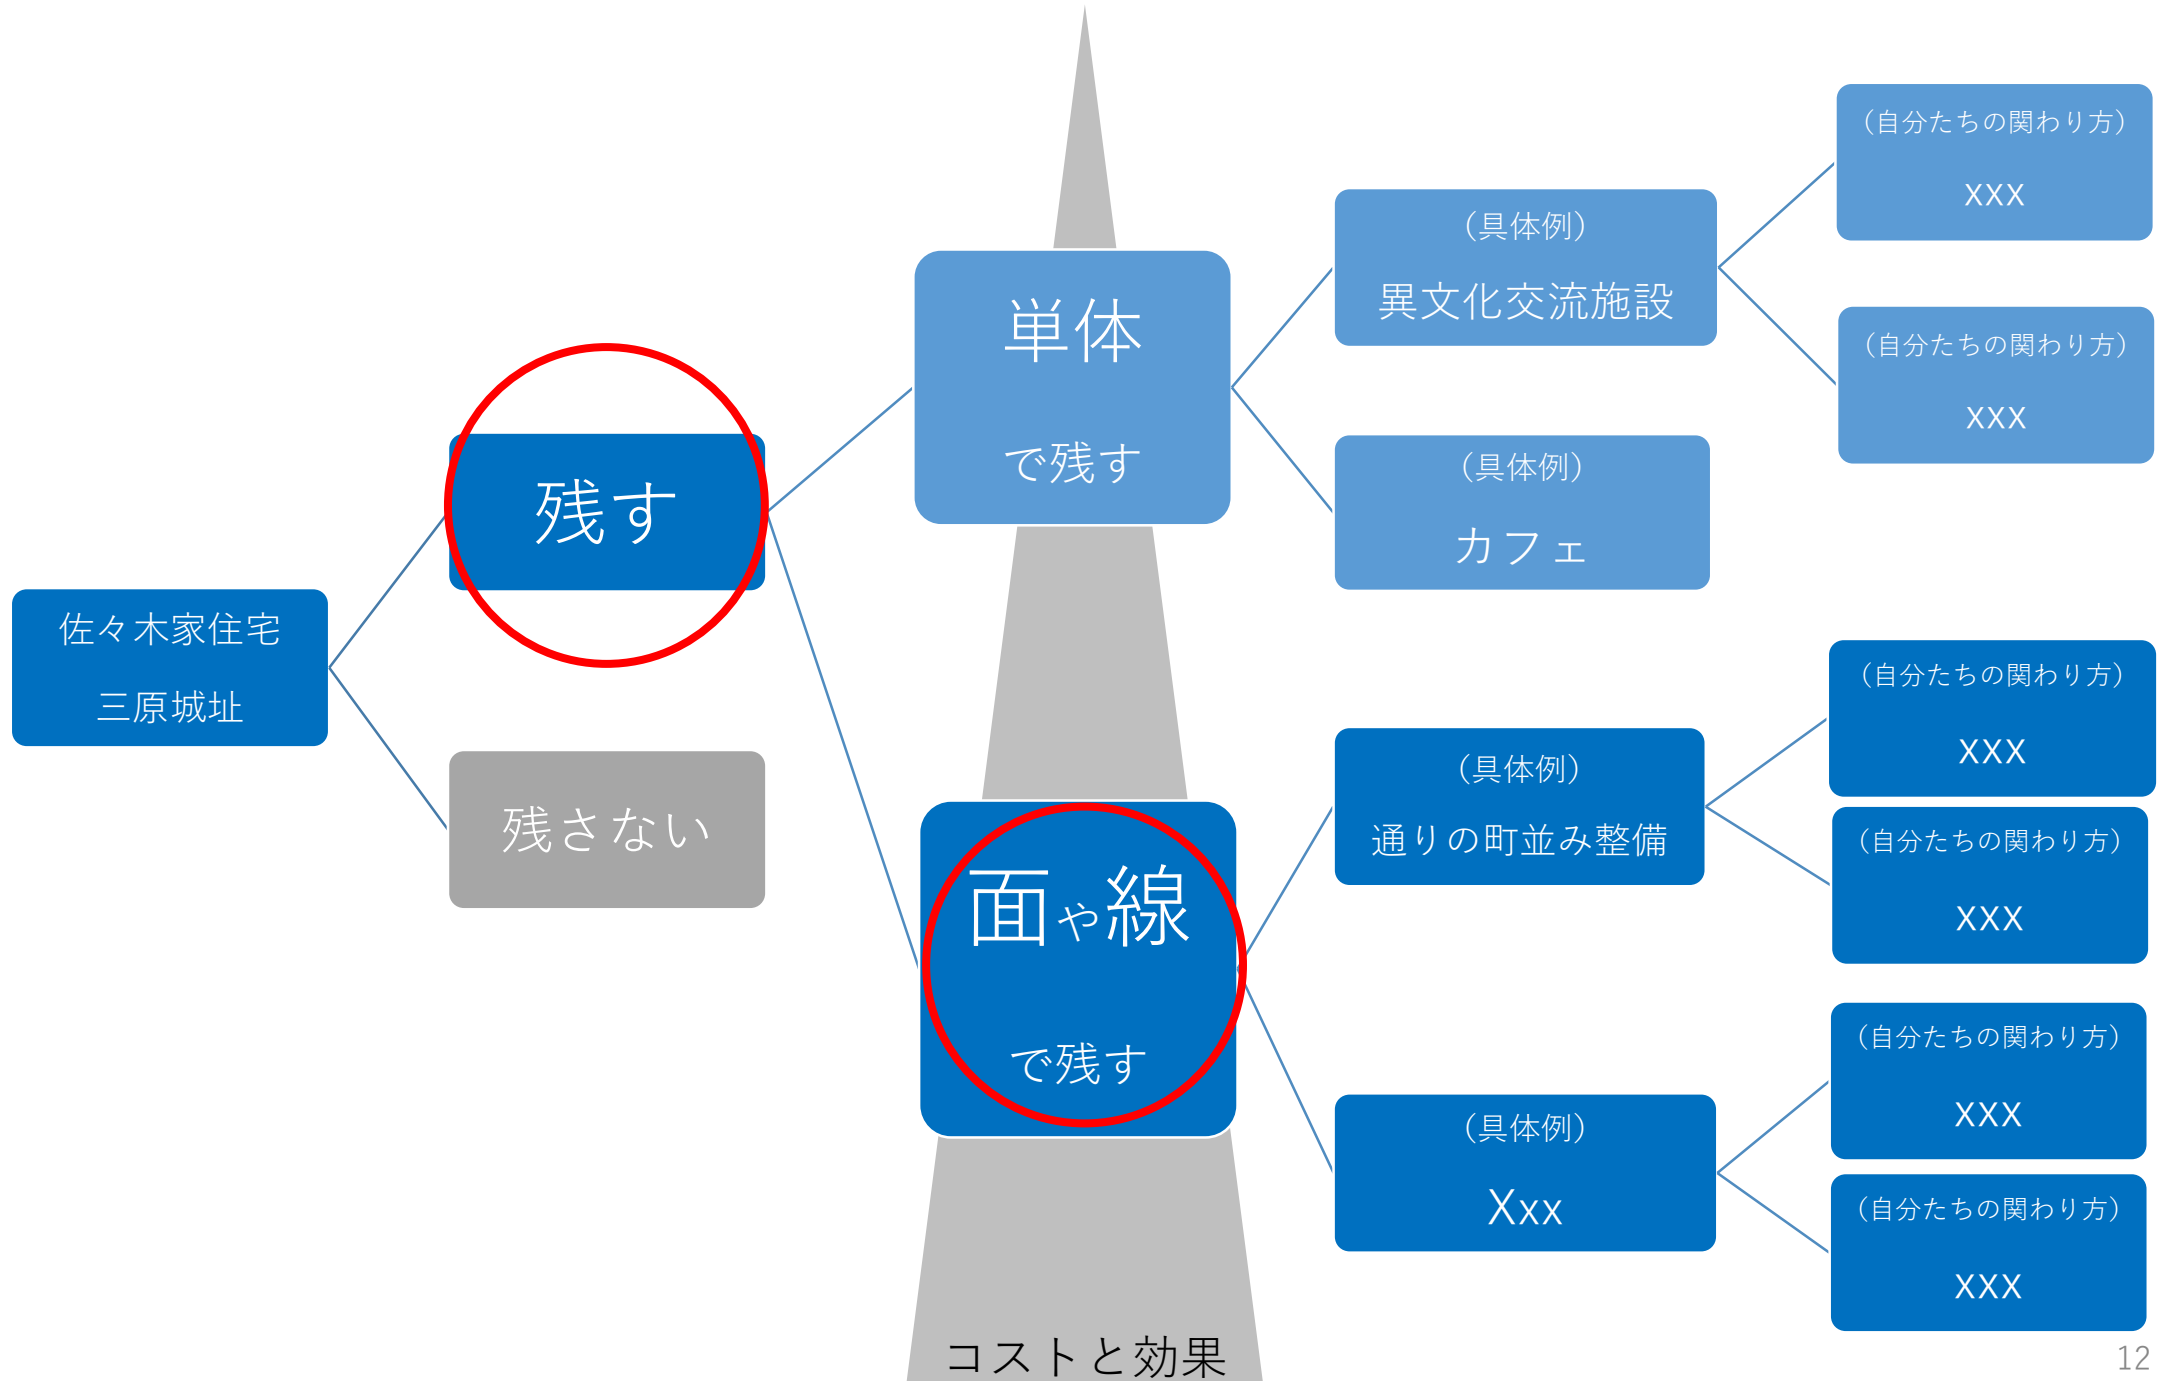 佐々木家住宅
三原城址
残す
残さない
単体
で残す
面や線
で残す
コストと効果
（具体例）
異文化交流施設
（具体例）
カフェ
（具体例）
通りの町並み整備
（具体例）
Xxx
（自分たちの関わり方）
xxx
（自分たちの関わり方）
xxx
（自分たちの関わり方）
xxx
（自分たちの関わり方）
xxx
（自分たちの関わり方）
xxx
（自分たちの関わり方）
xxx
12